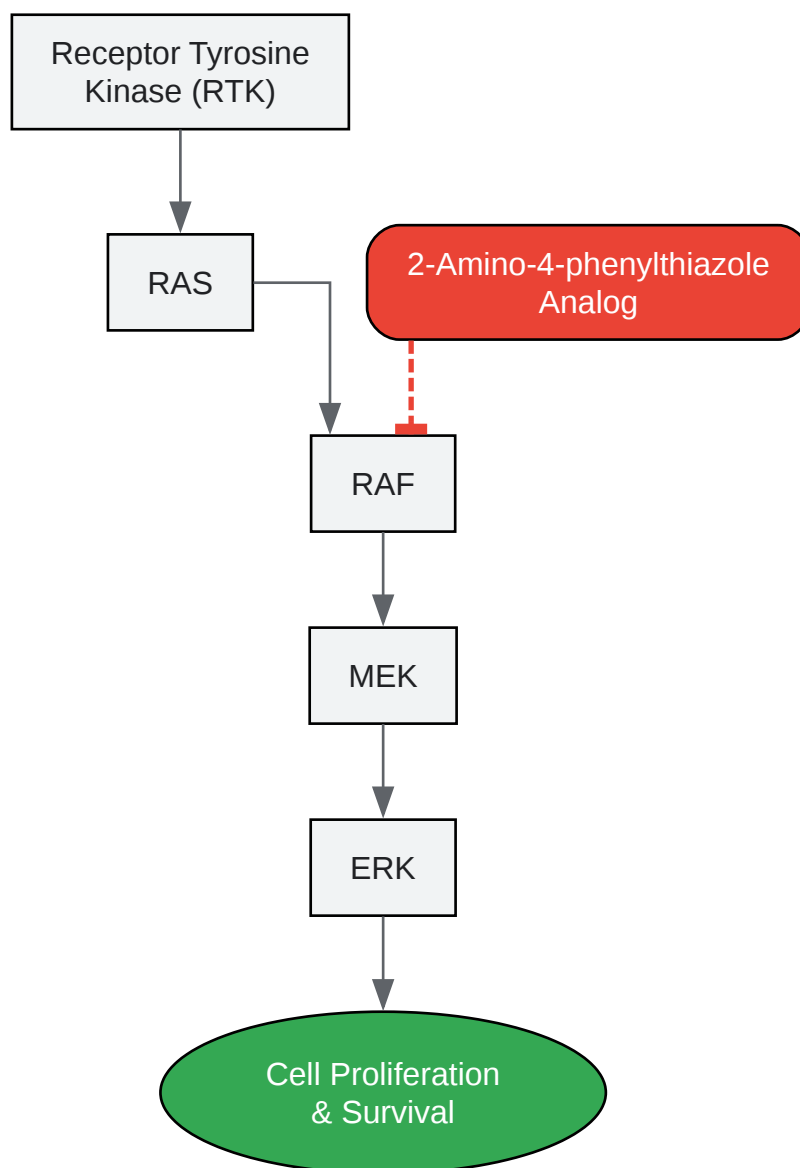 Receptor Tyrosine
Kinase (RTK)
RAS
2-Amino-4-phenylthiazole
Analog
RAF
MEK
ERK
Cell Proliferation
& Survival